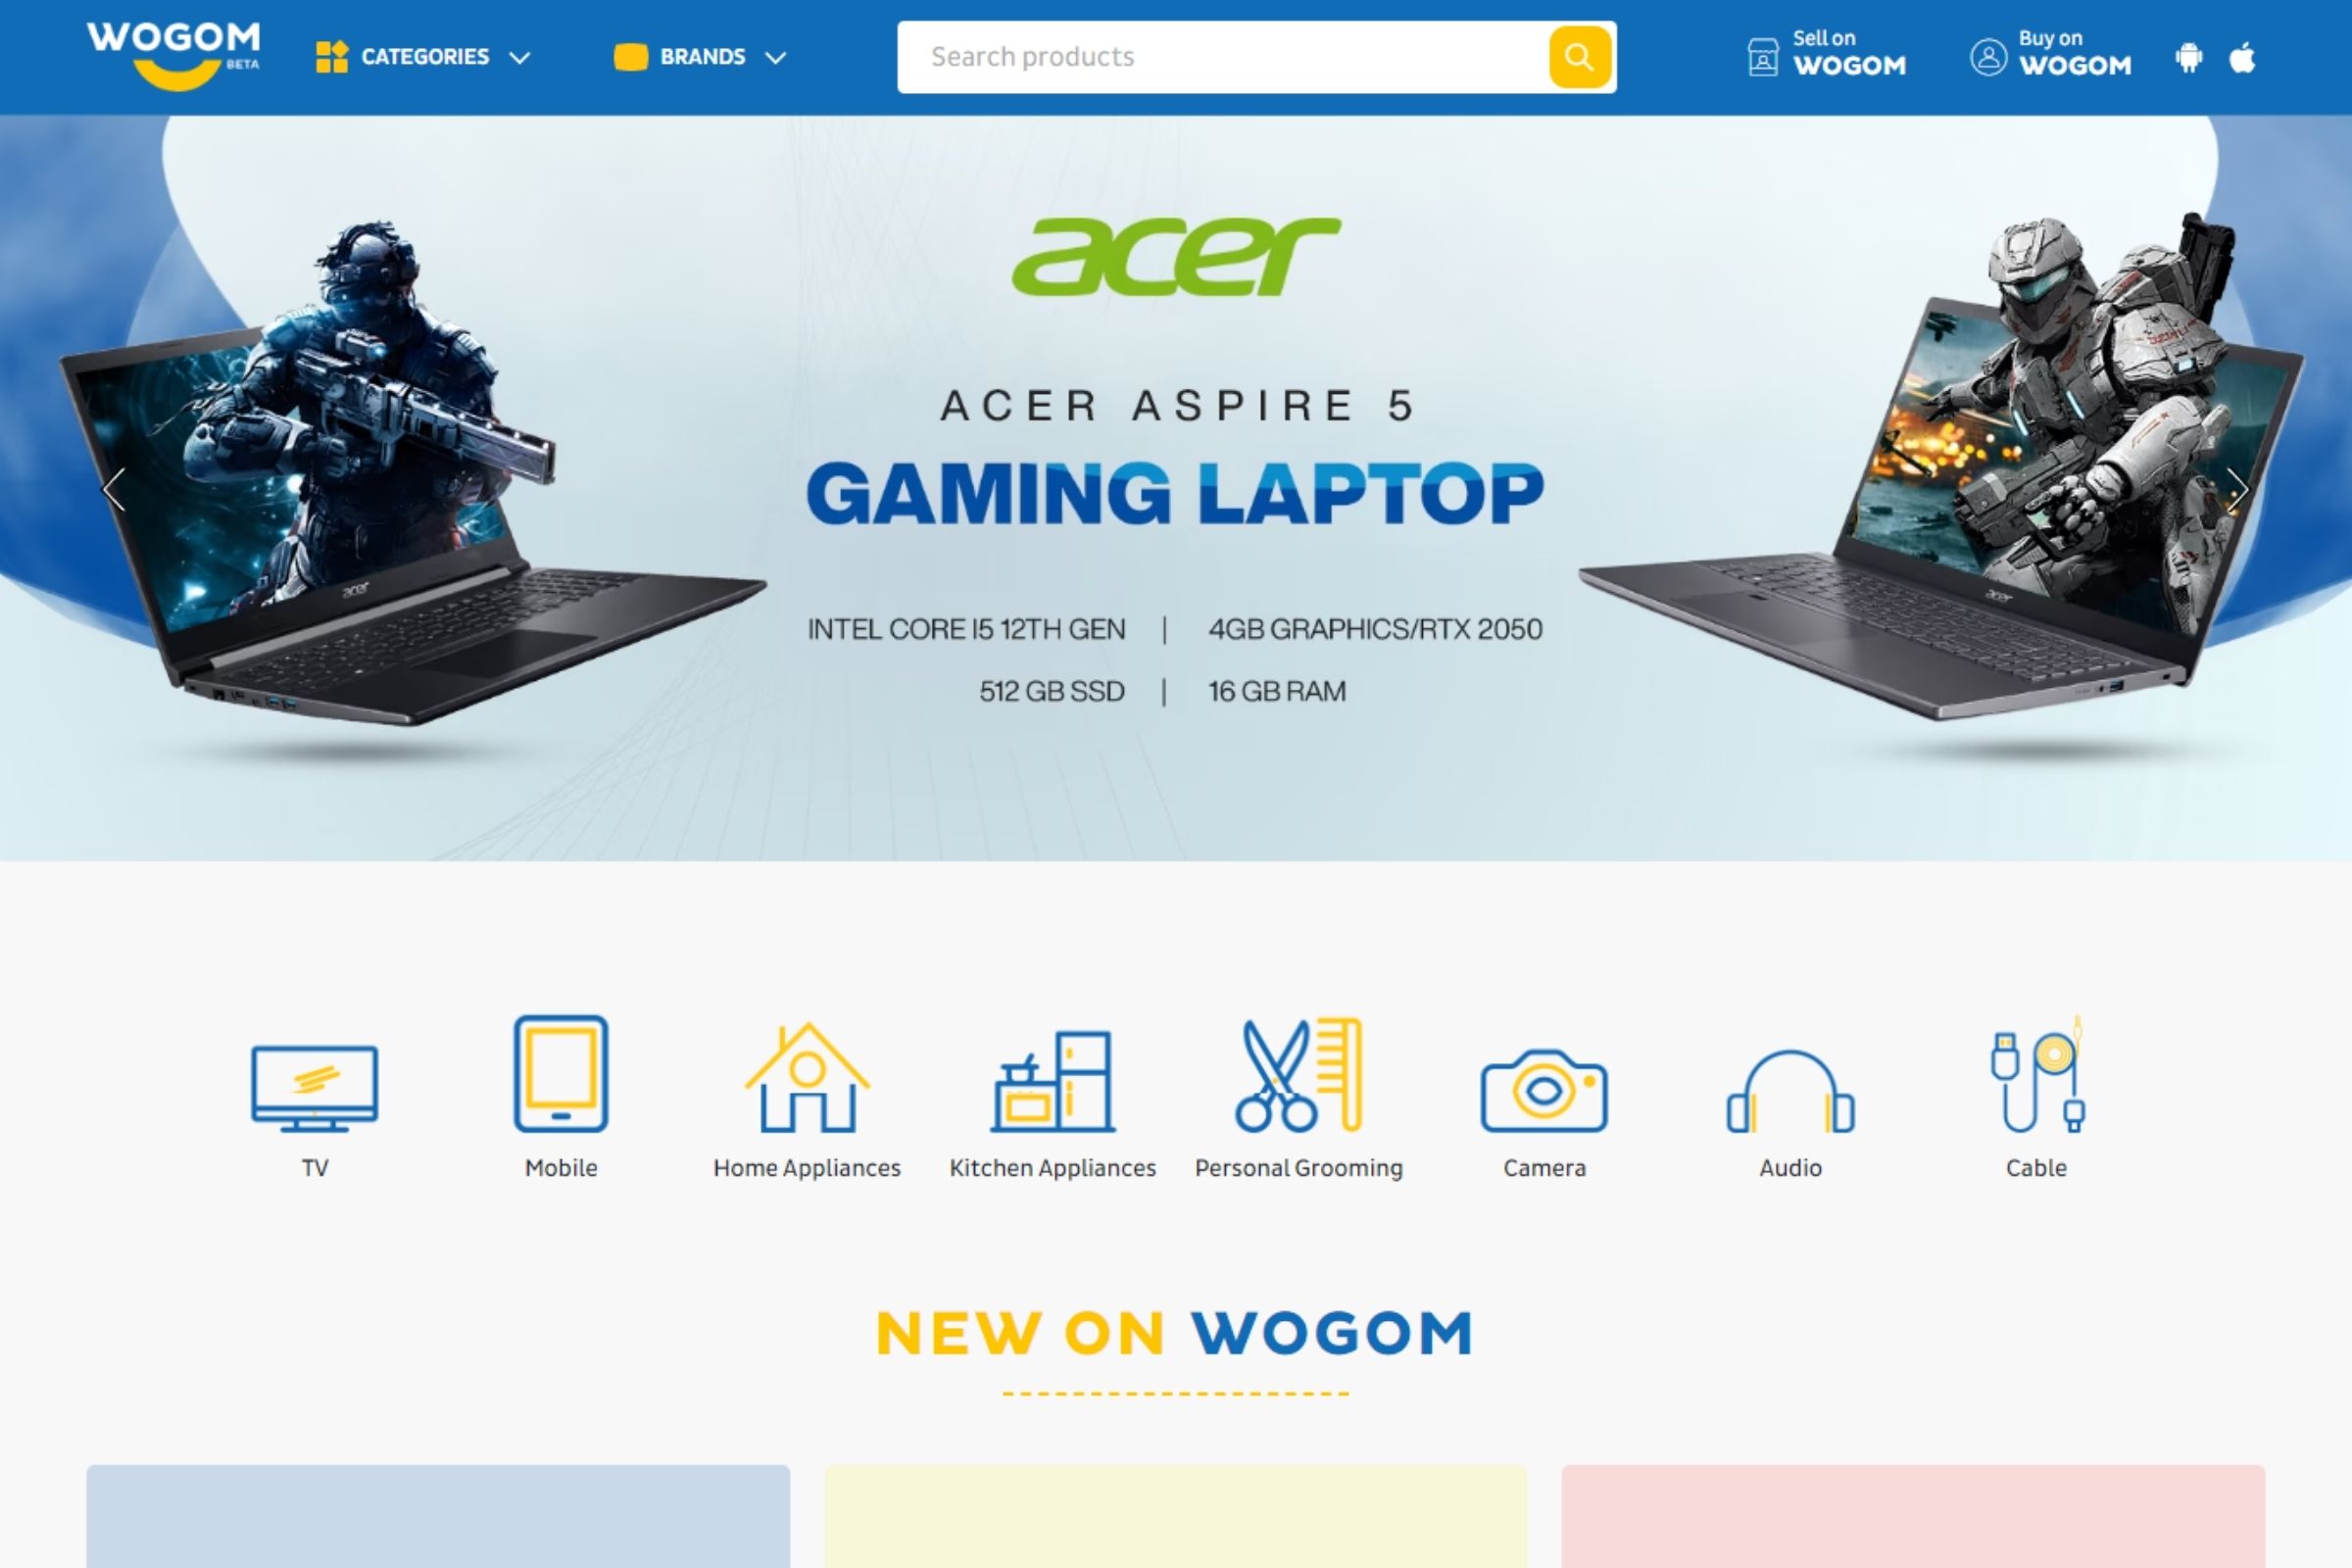 WOGOM
BETA
CATEGORIES
BRANDS
Search products
Sell on
WOGOM
Buy on
WOGOM
acer
ACER ASPIRE 5
GAMING LAPTOP
INTEL CORE I5 12TH GEN | 4GB GRAPHICS/RTX 2050
512 GB SSD | 16 GB RAM
acer
acer
TV
Mobile
Home Appliances
Kitchen Appliances
Personal Grooming
Camera
Audio
Cable
NEW ON WOGOM